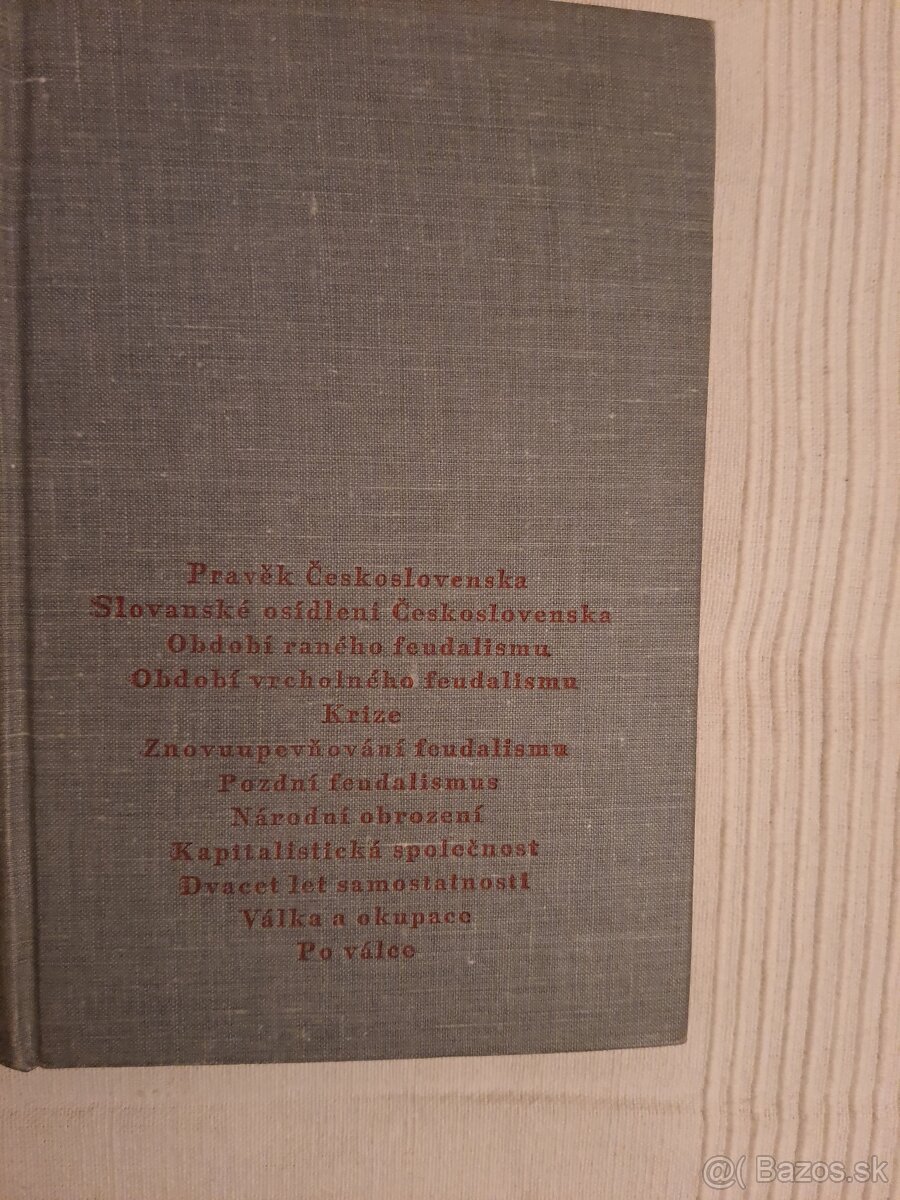 Pravěk Československa
Slovanské osídlení Československa
Období raného feudalismu
Období vrcholného feudalismu
Krize
Znovuupevňování feudalismu
Pozdní feudalismus
Národní obrození
Kapitalistická společnost
Dvacet let samostatnosti
Válka a okupace
Po válce
@( Bazos.sk